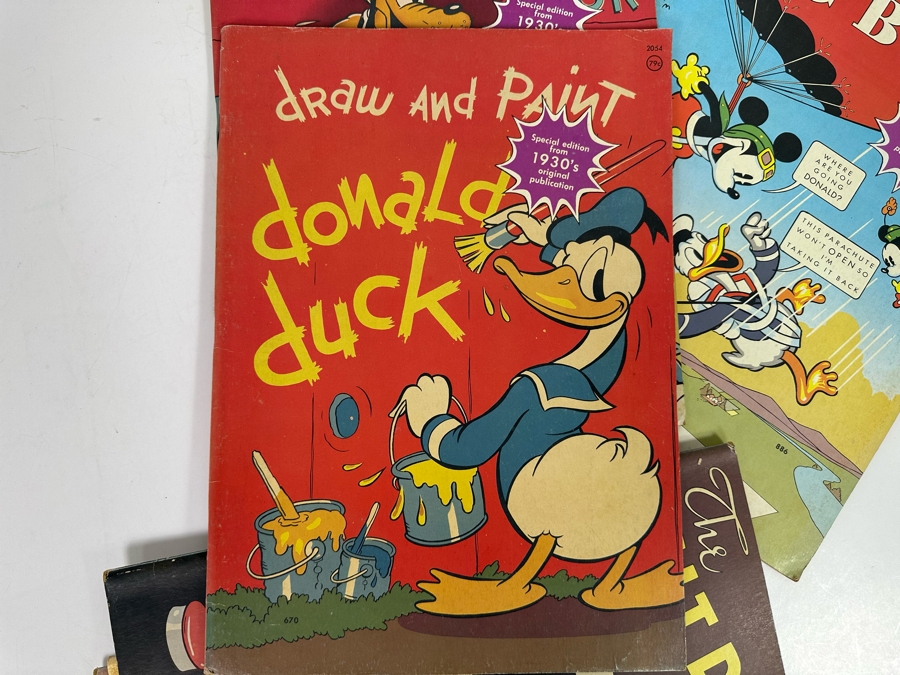 Special edition
from
1930's
2054
79¢
draw and PAiNT
Special edition
from
1930's
original
publication
donald
duck
670
B
WHERE
ARE YOU
GOING
DONALD?
THIS PARACHUTE
WON'T OPEN SO
I'M
TAKING IT BACK
886
The